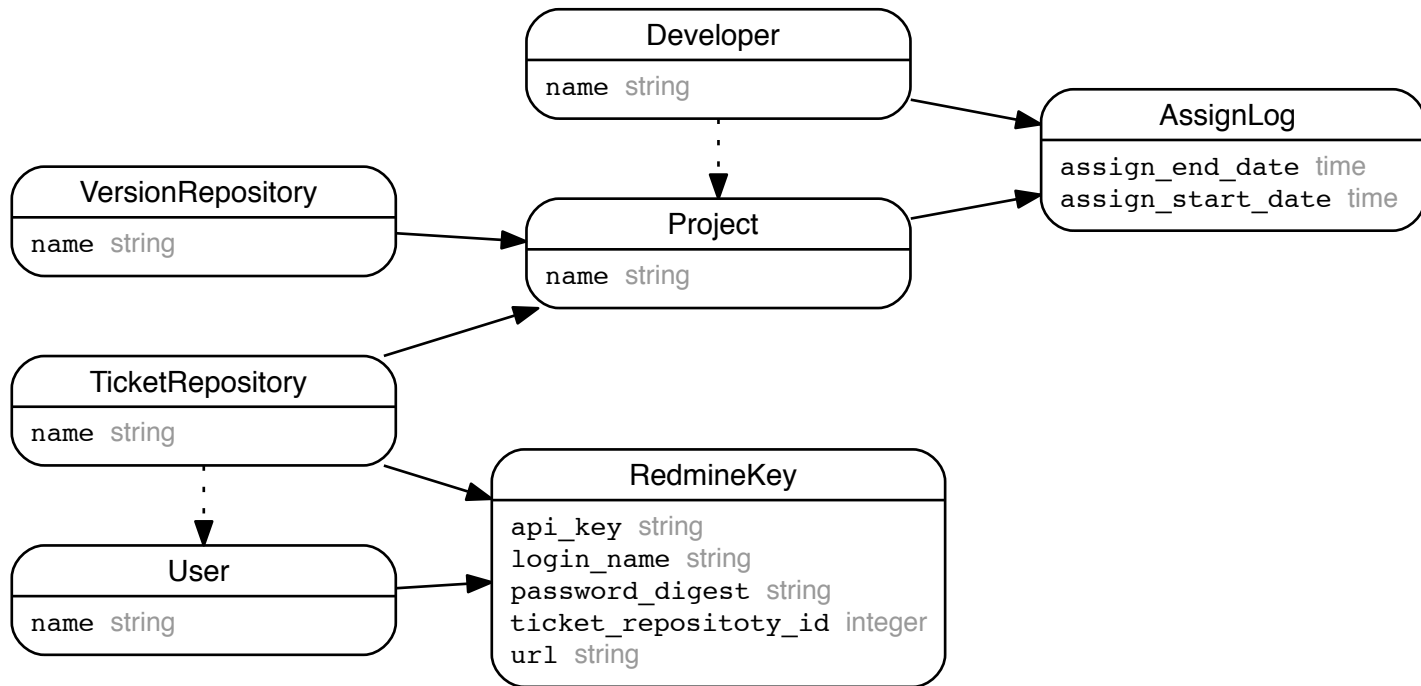 Developer
name string
AssignLog
assign_end_date time
assign_start_date time
VersionRepository
name string
Project
name string
TicketRepository
name string
RedmineKey
api_key string
login_name string
password_digest string
ticket_repositoty_id integer
url string
User
name string